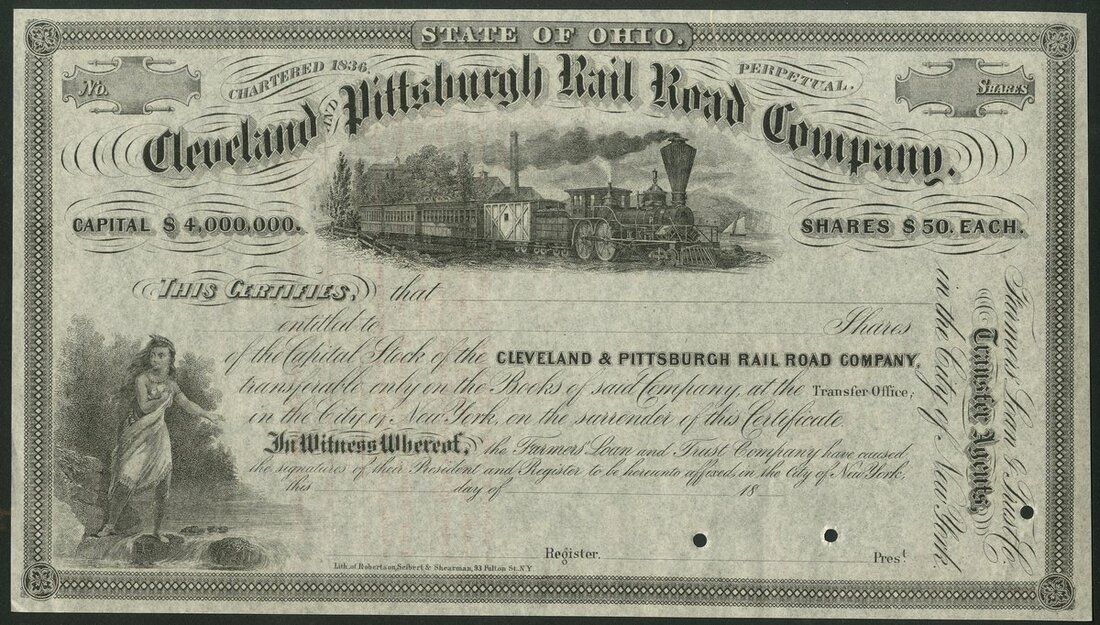 STATE OF OHIO.
No.
CHARTERED 1836,
PERPETUAL.
SHARES
Cleveland AND Pittsburgh Rail Road Company.
CAPITAL $ 4,000,000.
SHARES $ 50. EACH.
THIS CERTIFIES, that
entitled to Shares
of the Capital Stock of the CLEVELAND & PITTSBURGH RAIL ROAD COMPANY,
transferable only on the Books of said Company, at the Transfer Office,
in the City of New York, on the surrender of this Certificate.
In Witness Whereof, the Farmers' Loan and Trust Company have caused
the signatures of their President and Register to be hereunto affixed, in the City of New York,
this day of 18
Register.
Prest.
Lith. of Robertson, Seibert & Shearman, 93 Fulton St. N.Y
Farmers Loan & Trust Co.
Transfer Agents,
in the City of New York